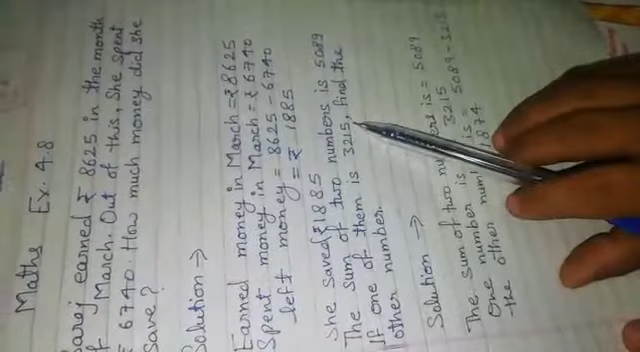 Maths Ex. 4.8
Saroj earned ₹ 8625 in the month
of March. Out of this, she spent
₹ 6740. How much money did she
save?
Solution →
Earned money in March = ₹ 8625
Spent money in March = ₹ 6740
left money = 8625 - 6740
= ₹ 1885
She saved ₹ 1885
The sum of two numbers is 5089
If one of them is 3215, find the
other number.
Solution →
The sum of two is = 5089
One number is = 3215
the other 5089 - 3215
1874